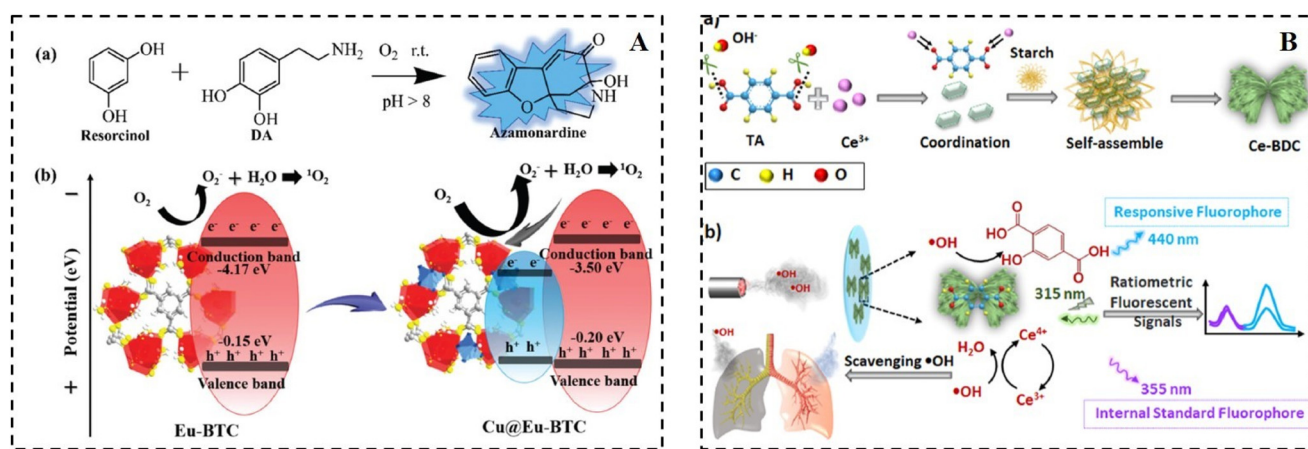 A
(a)
OH
OH
Resorcinol
+
HO
HO
NH2
DA
O2 r.t.
pH > 8
O
OH
NH
O
Azamonardine
(b)
−
Potential (eV)
+
O2
O2- + H2O ➡ 1O2
e- e- e- e-
Conduction band
-4.17 eV
-0.15 eV
h+ h+ h+ h+
Valence band
Eu-BTC
O2
O2- + H2O ➡ 1O2
e- e- e- e-
Conduction band
-3.50 eV
e- e-
h+ h+
-0.20 eV
h+ h+ h+ h+
Valence band
Cu@Eu-BTC
B
a)
OH-
TA
Ce3+
Coordination
Starch
Self-assemble
Ce-BDC
C H O
b)
•OH
•OH
•OH
•OH
Scavenging •OH
•OH
O
OH
HO
HO
O
Responsive Fluorophore
440 nm
315 nm
Ratiometric
Fluorescent
Signals
H2O
Ce4+
•OH
Ce3+
355 nm
Internal Standard Fluorophore